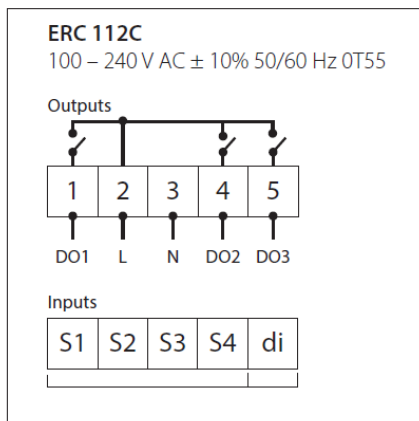 ERC 112C
100 – 240 V AC ± 10% 50/60 Hz 0T55
Outputs
1 2 3 4 5
DO1 L N DO2 DO3
Inputs
S1 S2 S3 S4 di